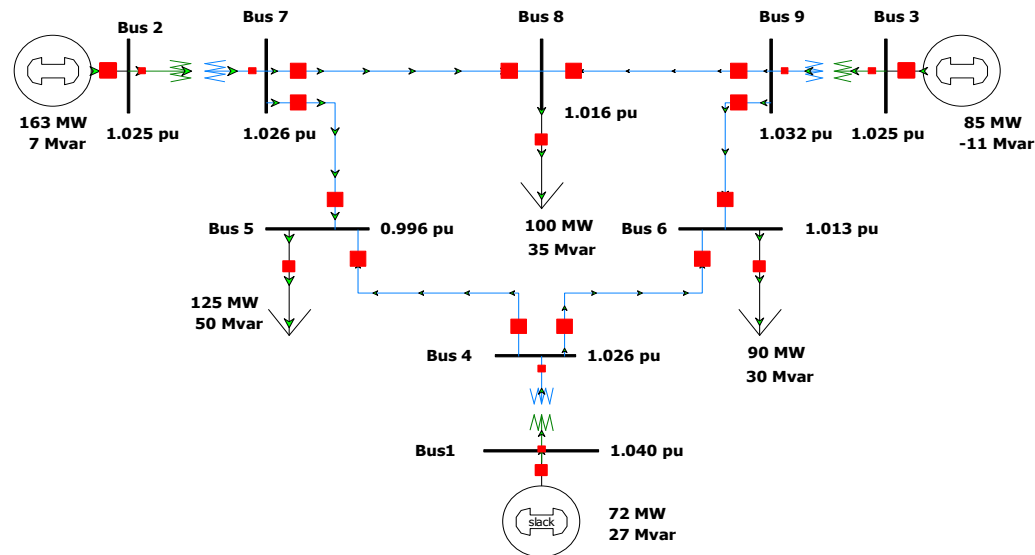 Bus 2
Bus 7
Bus 8
Bus 9
Bus 3
163 MW
7 Mvar
1.025 pu
1.026 pu
1.016 pu
1.032 pu
1.025 pu
85 MW
-11 Mvar
100 MW
35 Mvar
Bus 5
0.996 pu
Bus 6
1.013 pu
125 MW
50 Mvar
90 MW
30 Mvar
Bus 4
1.026 pu
Bus1
1.040 pu
slack
72 MW
27 Mvar